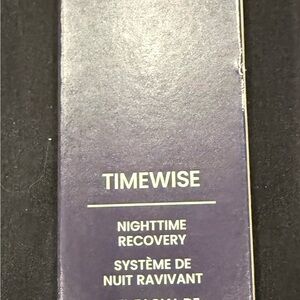 TIMEWISE
NIGHTTIME
RECOVERY
SYSTÈME DE
NUIT RAVIVANT